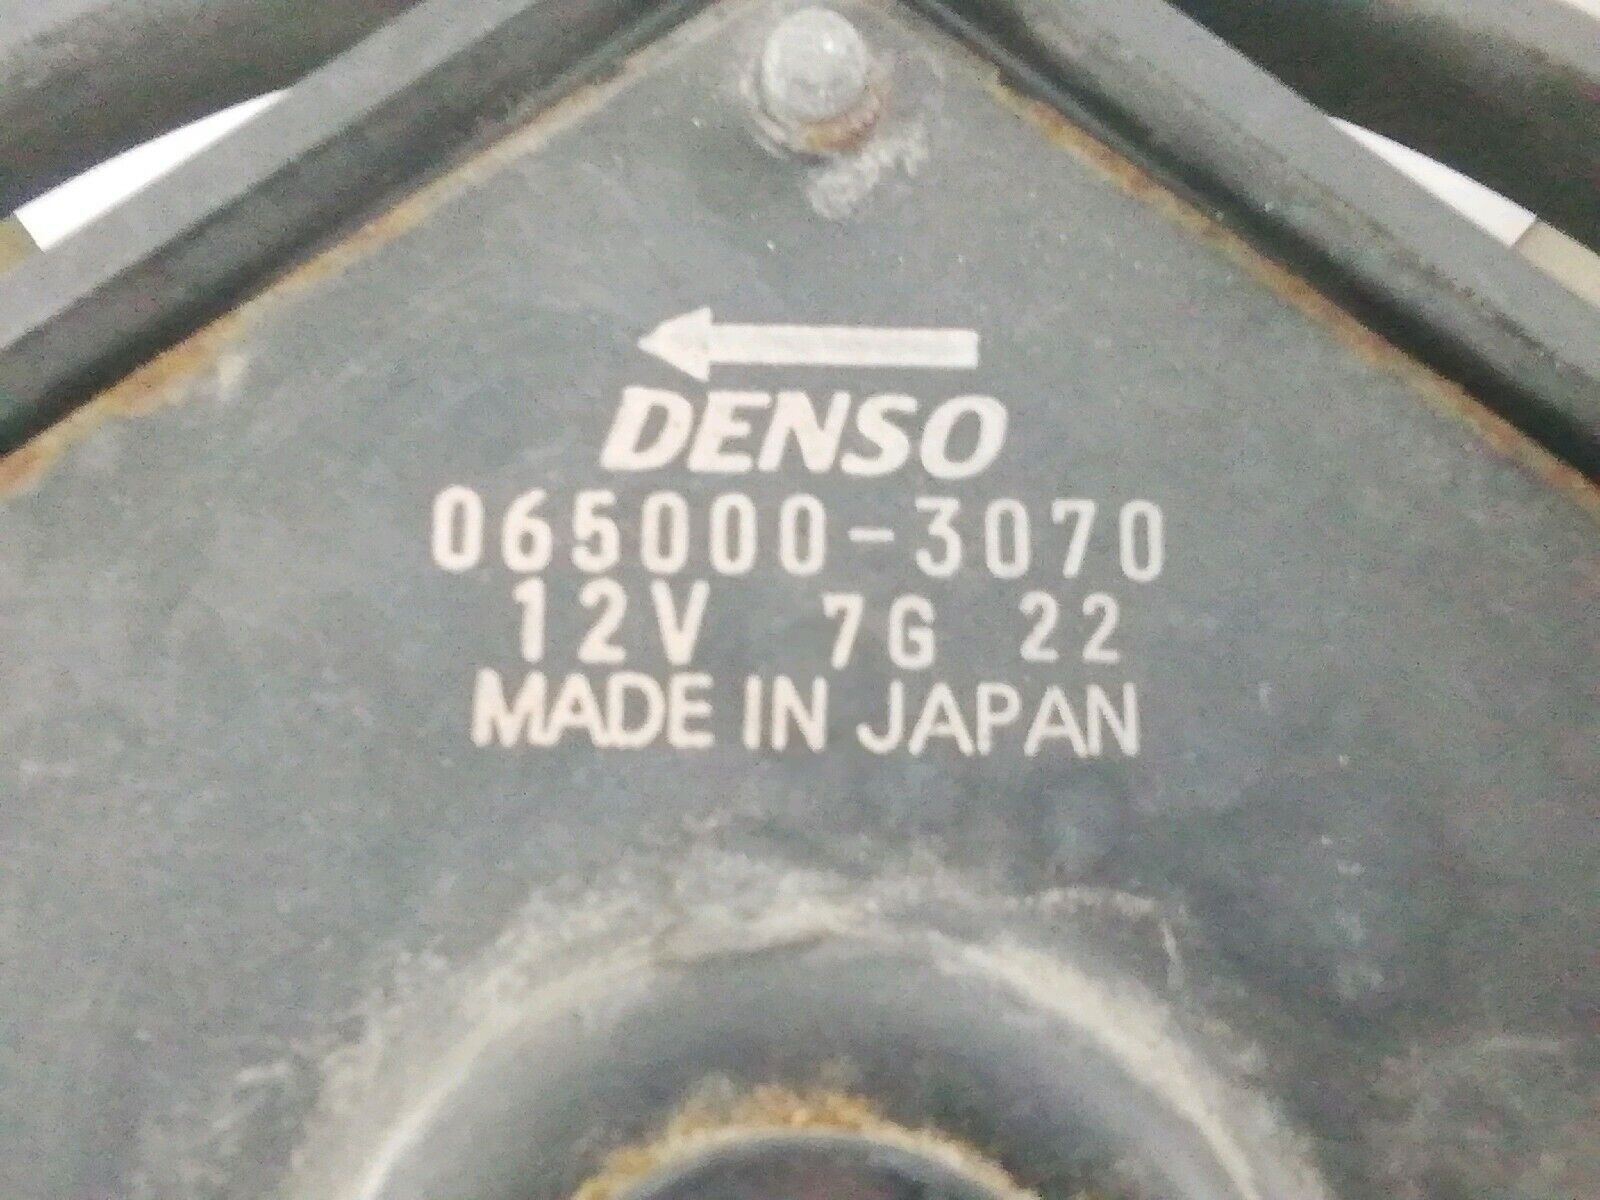 DENSO
065000-3070
12V 7G 22
MADE IN JAPAN